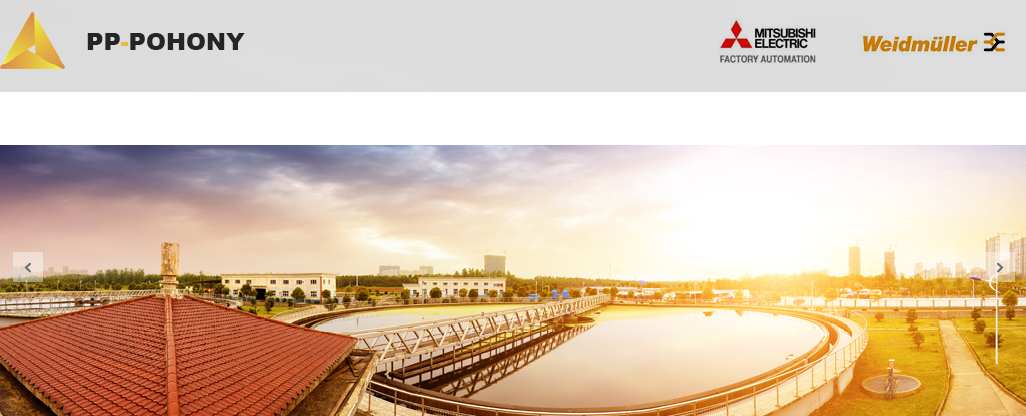 PP-POHONY
MITSUBISHI
ELECTRIC
FACTORY AUTOMATION
Weidmüller